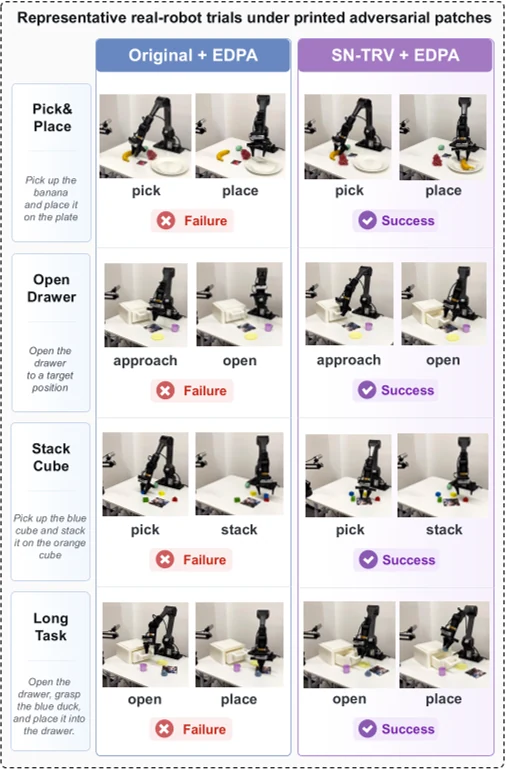 Representative real-robot trials under printed adversarial patches
Original + EDPA
SN-TRV + EDPA
Pick&
Place
Pick up the
banana
and place it
on the plate
pick
place
Failure
pick
place
Success
Open
Drawer
Open the
drawer
to a target
position
approach
open
Failure
approach
open
Success
Stack
Cube
Pick up the blue
cube and stack
it on the orange
cube
pick
stack
Failure
pick
stack
Success
Long
Task
Open the
drawer, grasp
the blue duck,
and place it into
the drawer.
open
place
Failure
open
place
Success